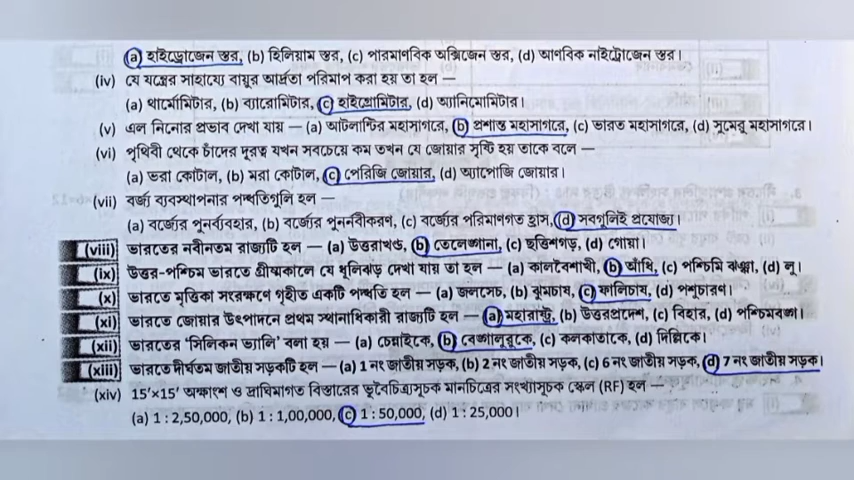 (a) হাইড্রোজেন স্তর, (b) হিলিয়াম স্তর, (c) পারমাণবিক অক্সিজেন স্তর, (d) আণবিক নাইট্রোজেন স্তর।
(iv) যে যন্ত্রের সাহায্যে বায়ুর আর্দ্রতা পরিমাপ করা হয় তা হল —
(a) থার্মোমিটার, (b) ব্যারোমিটার, (c) হাইগ্রোমিটার, (d) অ্যানিমোমিটার।
(v) এল নিনোর প্রভাব দেখা যায় — (a) আটলান্টির মহাসাগরে, (b) প্রশান্ত মহাসাগরে, (c) ভারত মহাসাগরে, (d) সুমেরু মহাসাগরে।
(vi) পৃথিবী থেকে চাঁদের দূরত্ব যখন সবচেয়ে কম তখন যে জোয়ার সৃষ্টি হয় তাকে বলে —
(a) ভরা কোটাল, (b) মরা কোটাল, (c) পেরিজি জোয়ার, (d) অ্যাপোজি জোয়ার।
(vii) বর্জ্য ব্যবস্থাপনার পদ্ধতিগুলি হল —
(a) বর্জ্যের পুনর্ব্যবহার, (b) বর্জ্যের পুনর্নবীকরণ, (c) বর্জ্যের পরিমাণগত হ্রাস, (d) সবগুলিই প্রযোজ্য।
(viii) ভারতের নবীনতম রাজ্যটি হল — (a) উত্তরাখণ্ড, (b) তেলেঙ্গানা, (c) ছত্তিশগড়, (d) গোয়া।
(ix) উত্তর-পশ্চিম ভারতে গ্রীষ্মকালে যে ধূলিঝড় দেখা যায় তা হল — (a) কালবৈশাখী, (b) আঁধি, (c) পশ্চিমি ঝঞ্ঝা, (d) লু।
(x) ভারতে মৃত্তিকা সংরক্ষণে গৃহীত একটি পদ্ধতি হল — (a) জলসেচ, (b) ঝুমচাষ, (c) ফালিচাষ, (d) পশুচারণ।
(xi) ভারতে জোয়ার উৎপাদনে প্রথম স্থানাধিকারী রাজ্যটি হল — (a) মহারাষ্ট্র, (b) উত্তরপ্রদেশ, (c) বিহার, (d) পশ্চিমবঙ্গ।
(xii) ভারতের ‘সিলিকন ভ্যালি’ বলা হয় — (a) চেন্নাইকে, (b) বেঙ্গালুরুকে, (c) কলকাতাকে, (d) দিল্লিকে।
(xiii) ভারতে দীর্ঘতম জাতীয় সড়কটি হল — (a) 1 নং জাতীয় সড়ক, (b) 2 নং জাতীয় সড়ক, (c) 6 নং জাতীয় সড়ক, (d) 7 নং জাতীয় সড়ক।
(xiv) 15′×15′ অক্ষাংশ ও দ্রাঘিমাগত বিস্তারের ভূবৈচিত্র্যসূচক মানচিত্রের সংখ্যাসূচক স্কেল (RF) হল —
(a) 1 : 2,50,000, (b) 1 : 1,00,000, (c) 1 : 50,000, (d) 1 : 25,000।